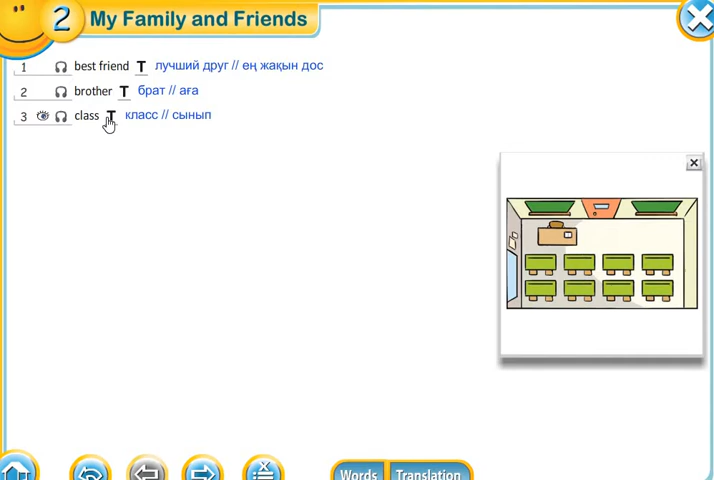 2 My Family and Friends
1 best friend T лучший друг // ең жақын дос
2 brother T брат // аға
3 class T класс // сынып
Words Translation